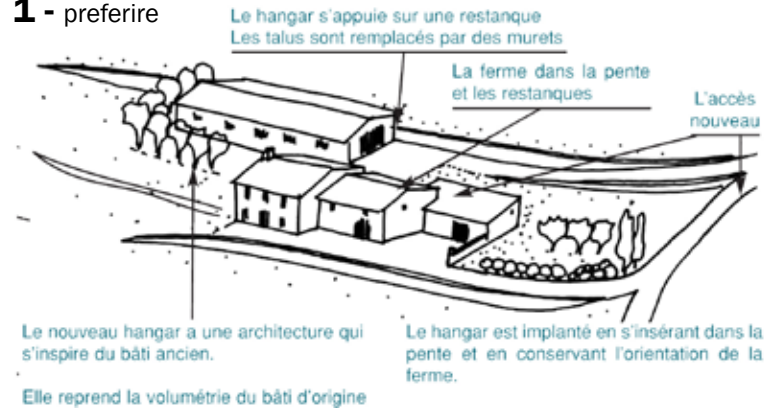 1 - preferire
Le hangar s'appuie sur une restanque
Les talus sont remplacés par des murets
La ferme dans la pente
et les restanques
L'accès
nouveau
Le nouveau hangar a une architecture qui
s'inspire du bâti ancien.
Elle reprend la volumétrie du bâti d'origine
Le hangar est implanté en s'insérant dans la
pente et en conservant l'orientation de la
ferme.